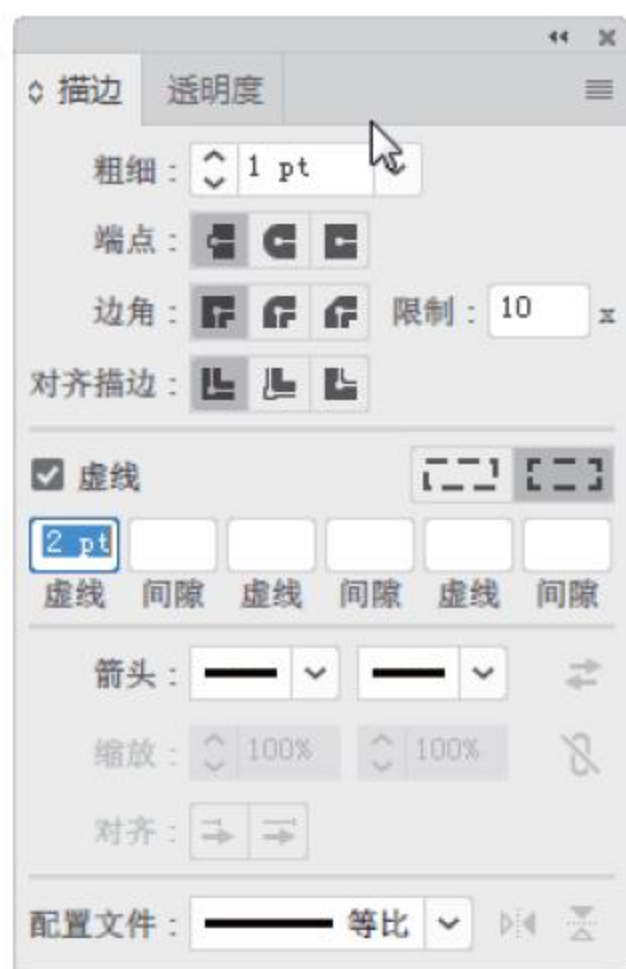 描边 透明度
粗细： 1 pt
端点：
边角： 限制： 10 x
对齐描边：
虚线
2 pt
虚线 间隙 虚线 间隙 虚线 间隙
箭头：
缩放： 100% 100%
对齐：
配置文件： 等比